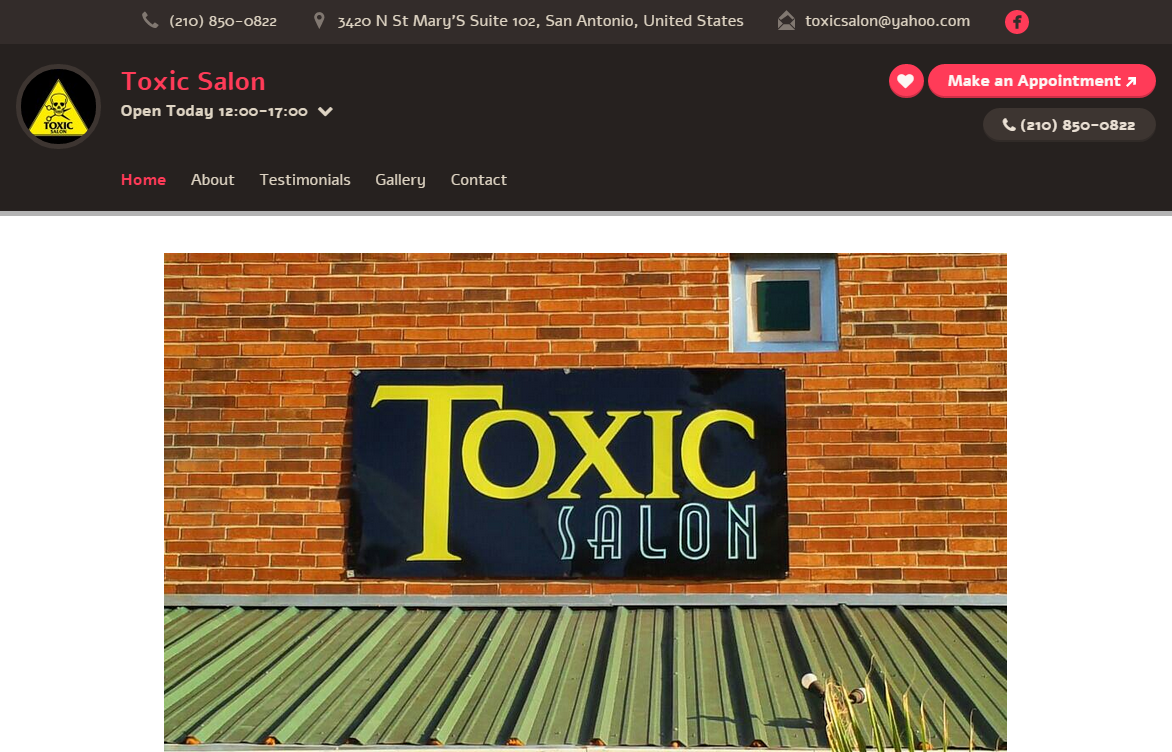 (210) 850-0822
3420 N St Mary'S Suite 102, San Antonio, United States
toxicsalon@yahoo.com
TOXIC
SALON
Toxic Salon
Open Today 12:00-17:00
Make an Appointment
(210) 850-0822
Home About Testimonials Gallery Contact
TOXIC
SALON